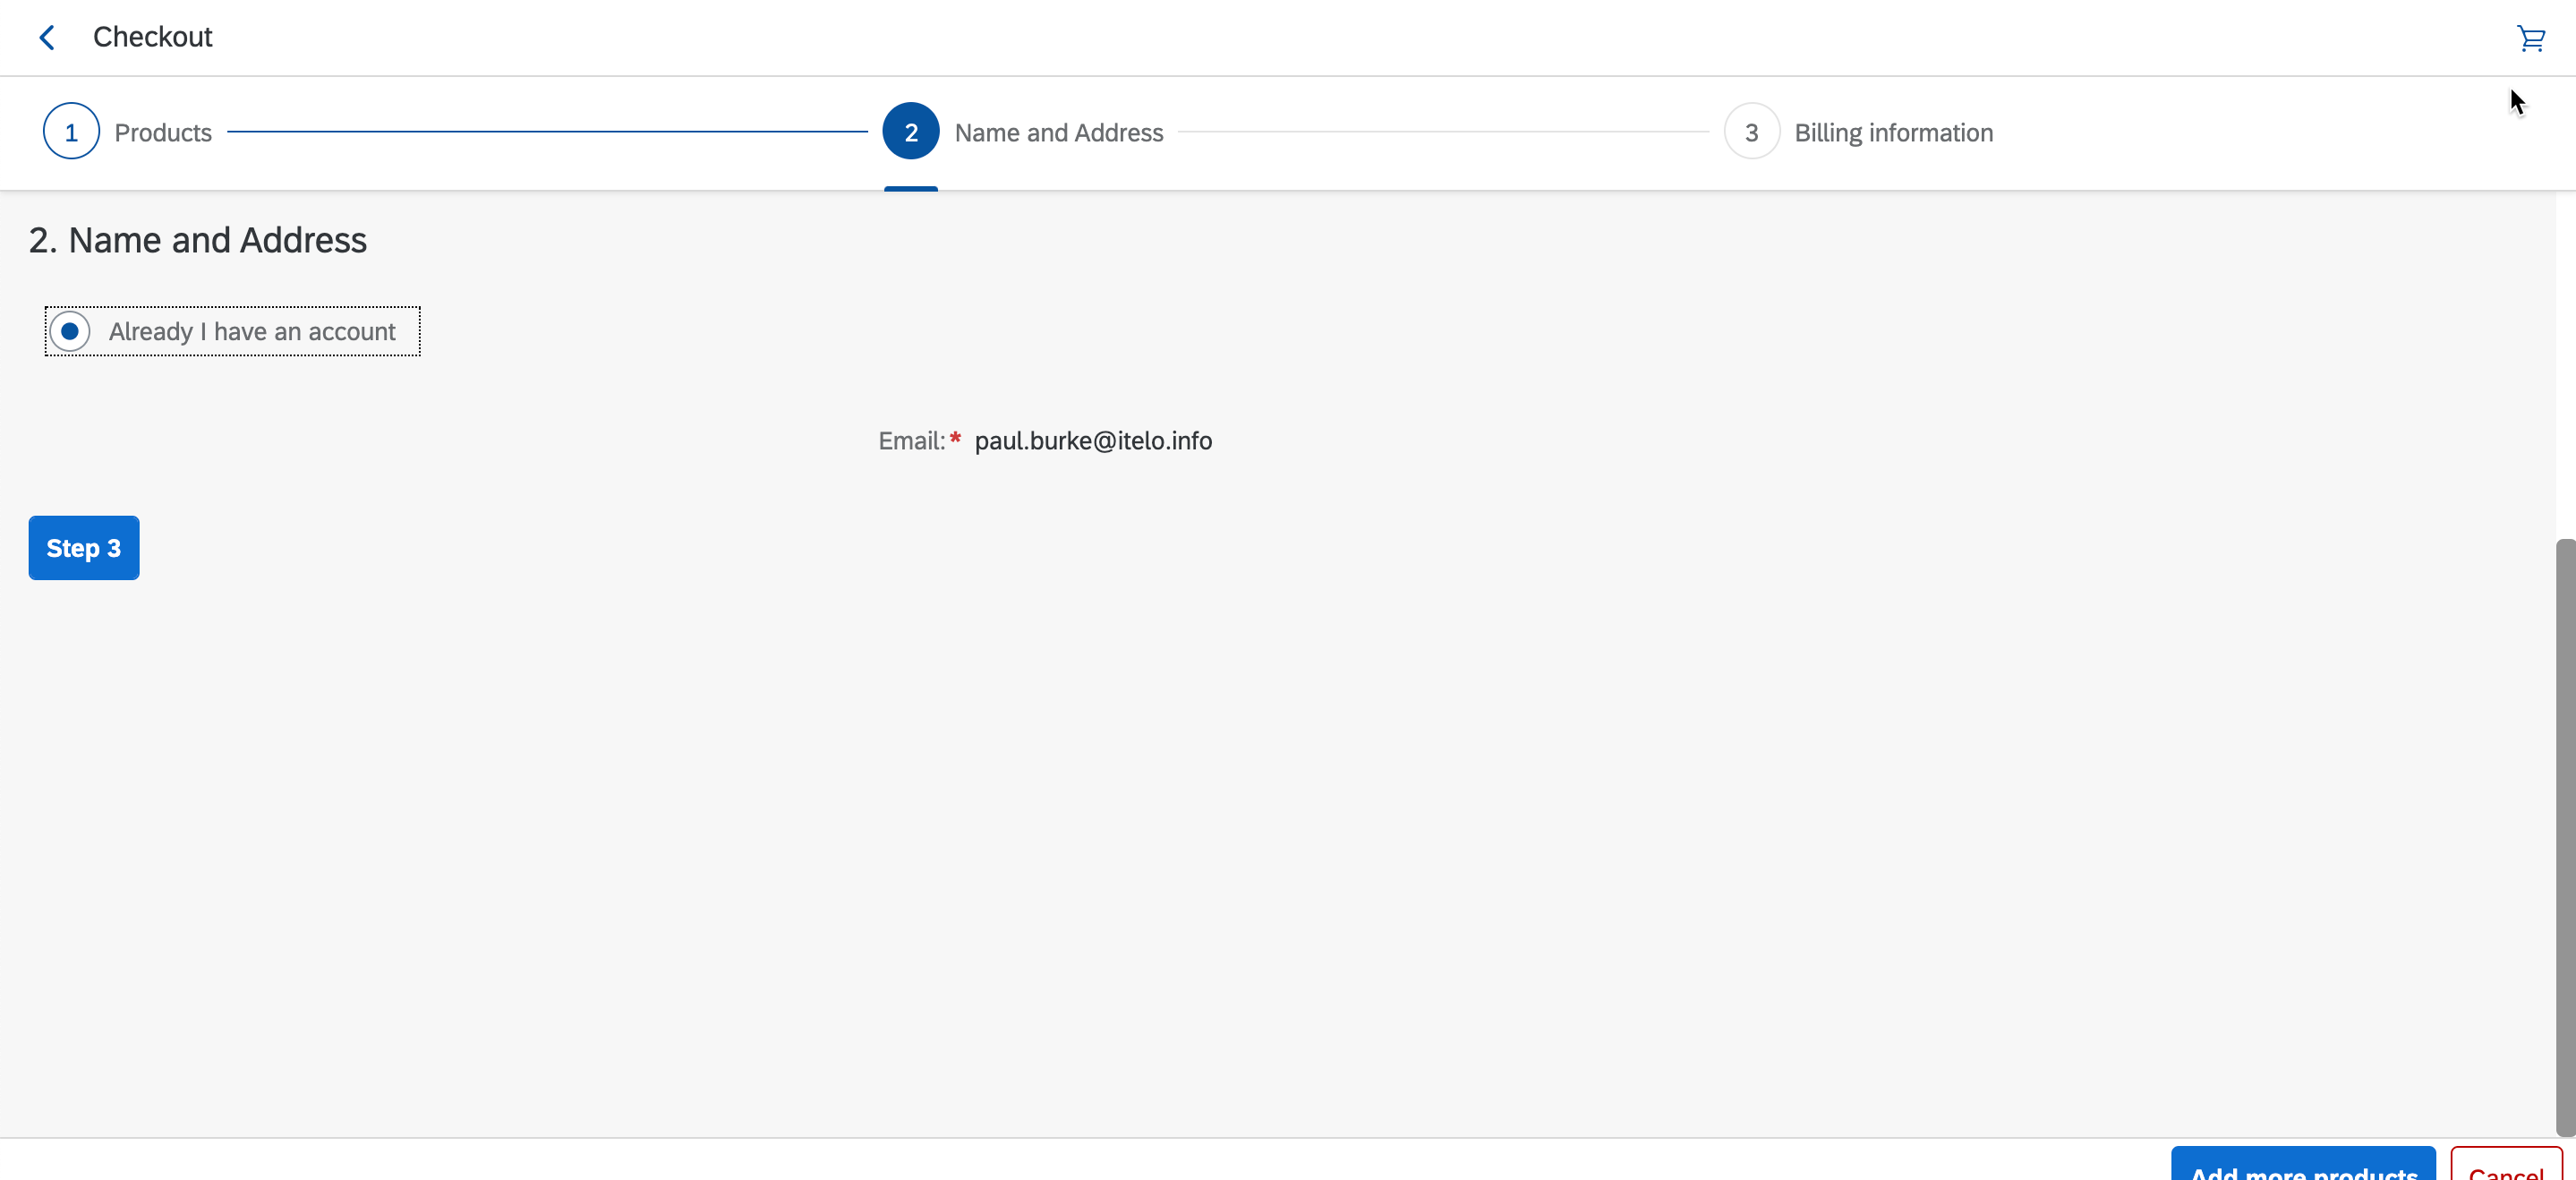 Checkout
1 Products 2 Name and Address 3 Billing information
2. Name and Address
Already I have an account
Email:* paul.burke@itelo.info
Step 3
Add more products Cancel